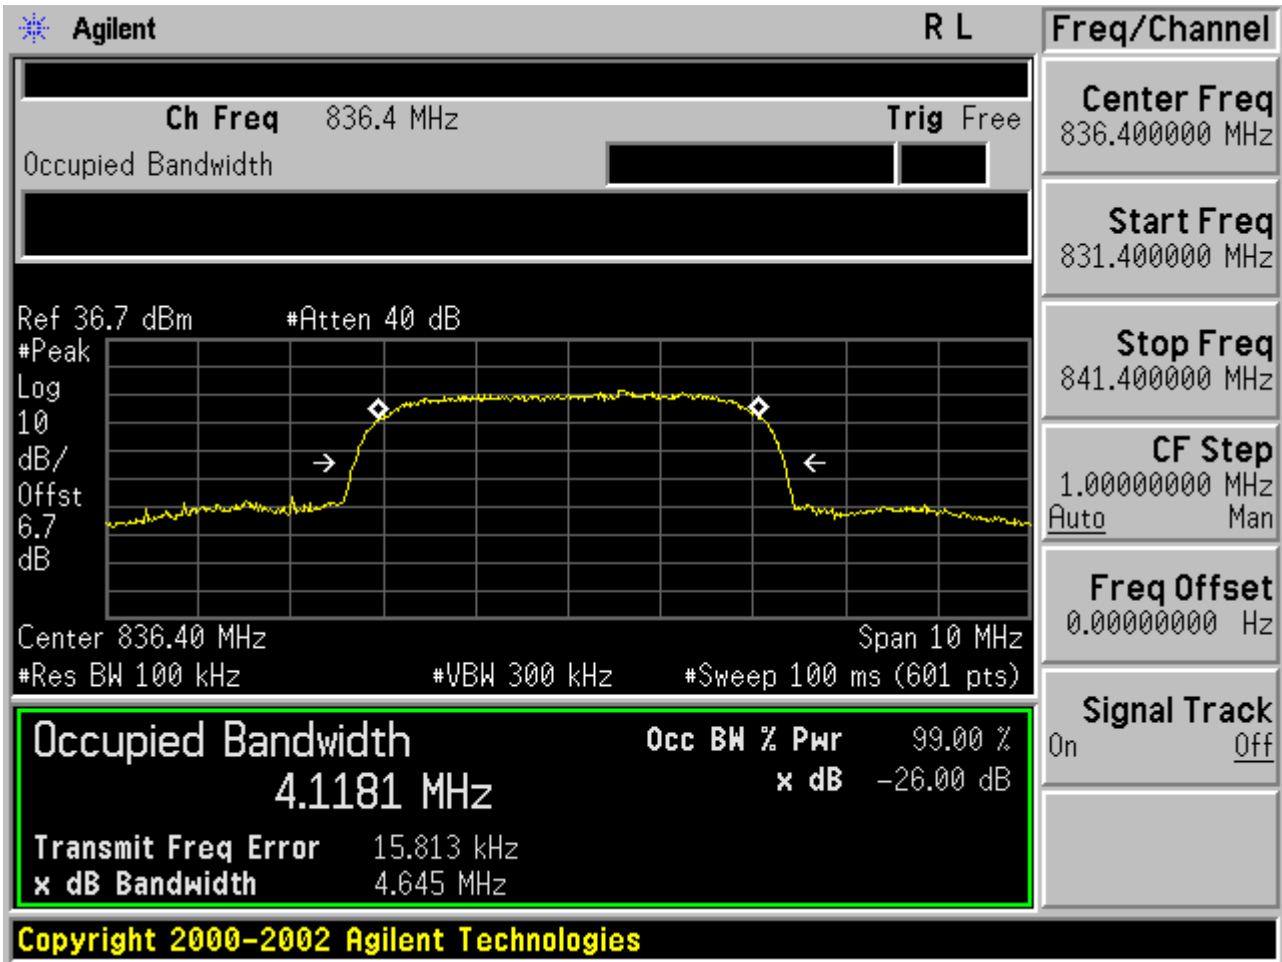 Agilent R L
Ch Freq 836.4 MHz Trig Free
Occupied Bandwidth
Ref 36.7 dBm #Atten 40 dB
#Peak
Log
10
dB/
Offst
6.7
dB
Center 836.40 MHz Span 10 MHz
#Res BW 100 kHz #VBW 300 kHz #Sweep 100 ms (601 pts)
Occupied Bandwidth Occ BW % Pwr 99.00 %
4.1181 MHz x dB -26.00 dB
Transmit Freq Error 15.813 kHz
x dB Bandwidth 4.645 MHz
Copyright 2000-2002 Agilent Technologies
Freq/Channel
Center Freq
836.400000 MHz
Start Freq
831.400000 MHz
Stop Freq
841.400000 MHz
CF Step
1.00000000 MHz
Auto Man
Freq Offset
0.00000000 Hz
Signal Track
On Off